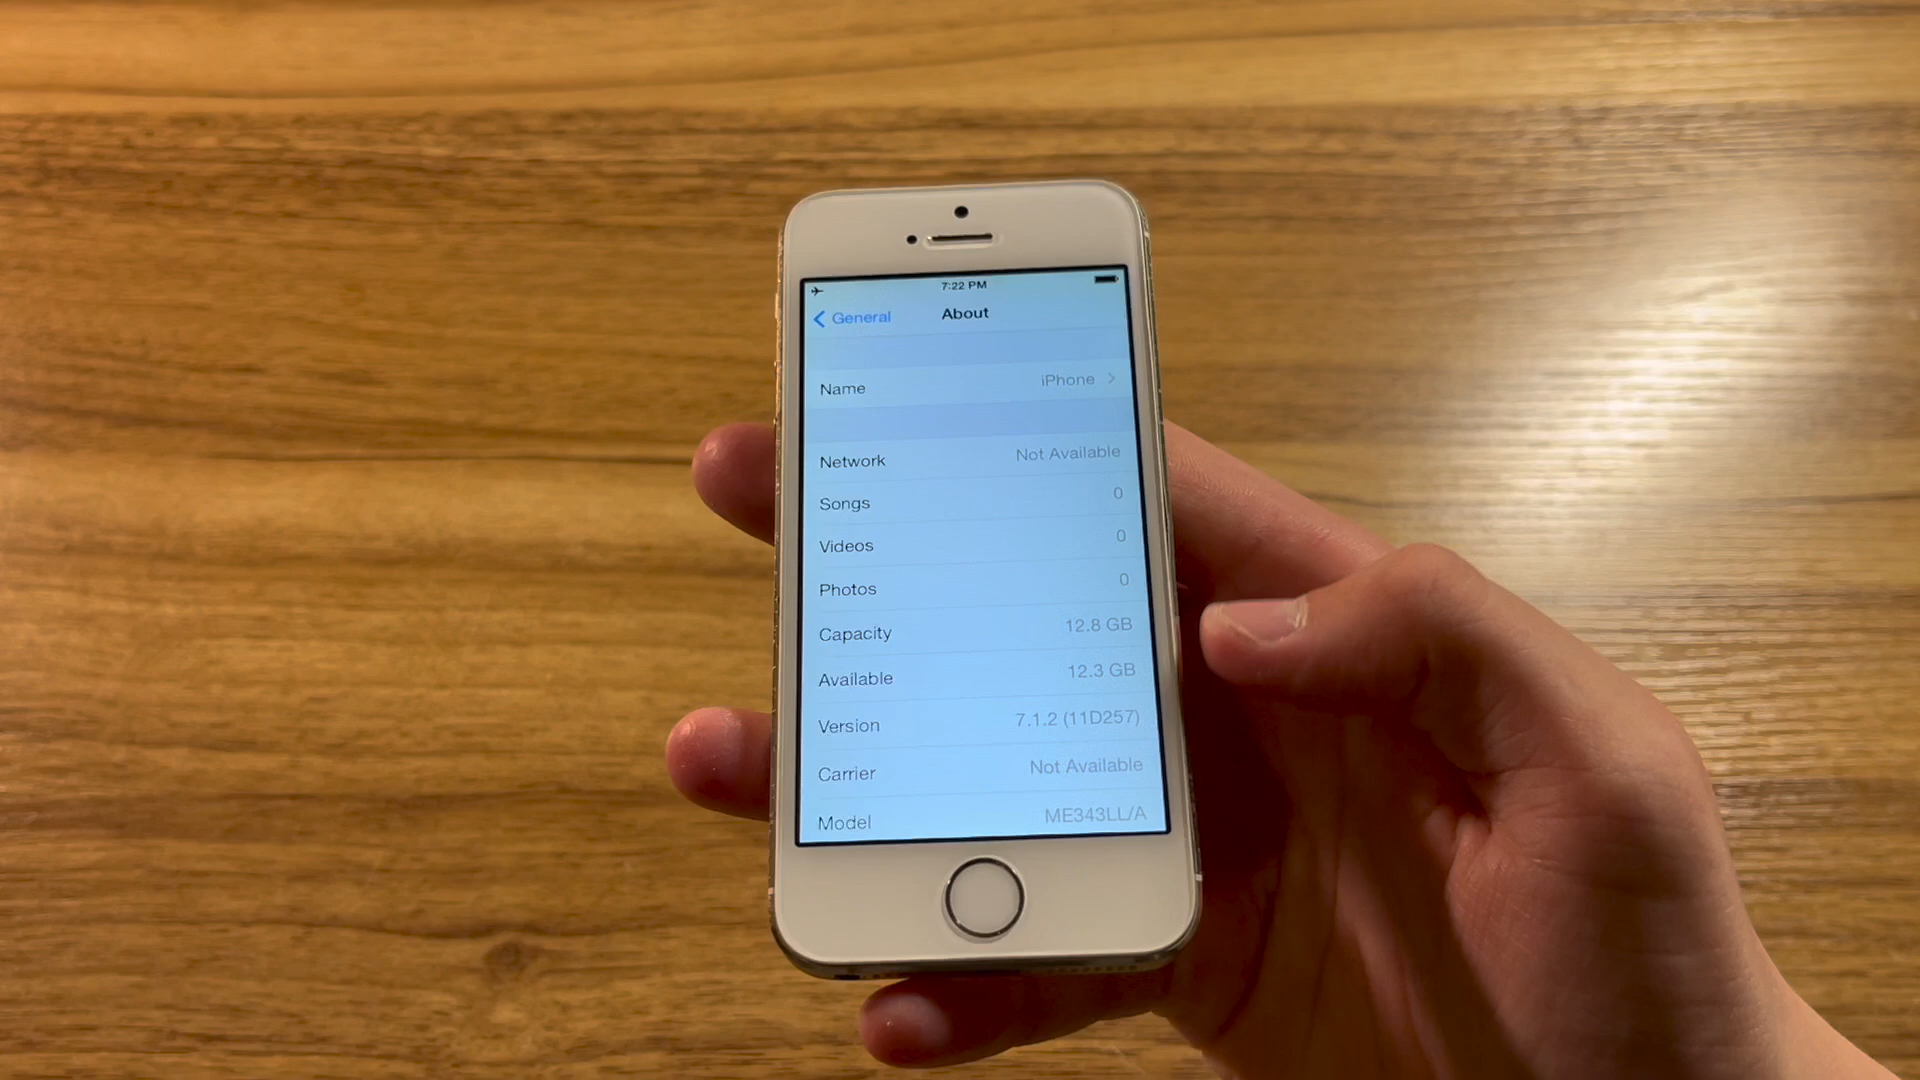 7:22 PM
General About
Name iPhone
Network Not Available
Songs 0
Videos 0
Photos 0
Capacity 12.8 GB
Available 12.3 GB
Version 7.1.2 (11D257)
Carrier Not Available
Model ME343LL/A